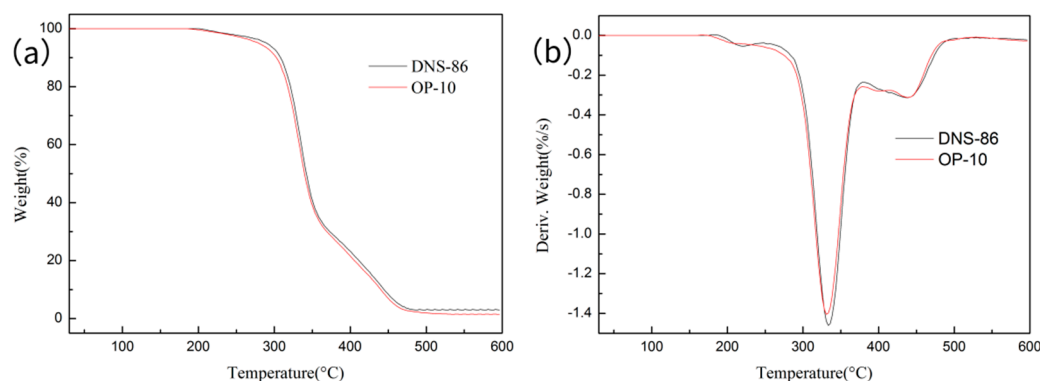 (a)
100
80
60
40
20
0
Weight(%)
DNS-86
OP-10
100
200
300
400
500
600
Temperature(°C)
(b)
0.0
-0.2
-0.4
-0.6
-0.8
-1.0
-1.2
-1.4
Deriv. Weight(%/s)
DNS-86
OP-10
100
200
300
400
500
600
Temperature(°C)